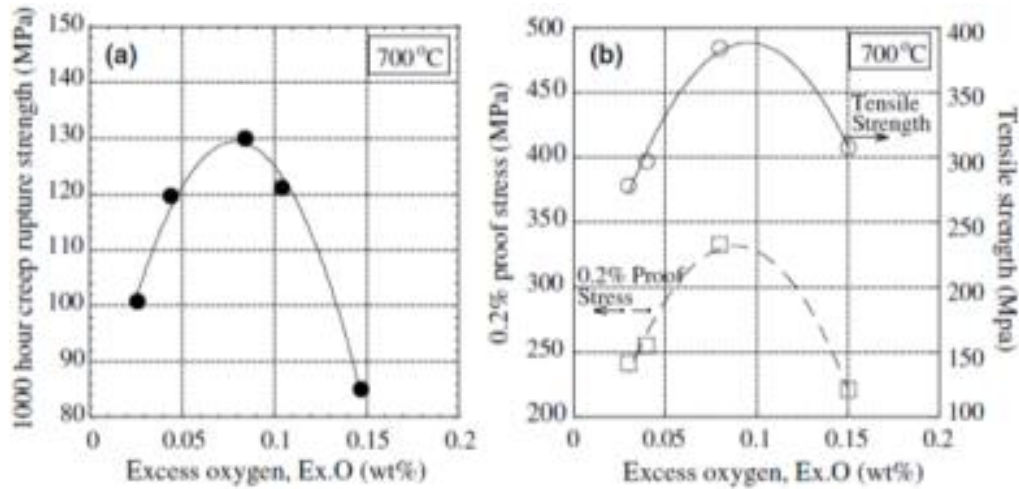 1000 hour creep rupture strength (MPa)
150
140
130
120
110
100
90
80
(a)
700°C
0
0.05
0.1
0.15
0.2
Excess oxygen, Ex.O (wt%)
0.2% proof stress (MPa)
500
450
400
350
300
250
200
(b)
700°C
Tensile
Strength
0.2% Proof
Stress
400
350
300
250
200
150
100
Tensile strength (Mpa)
0
0.05
0.1
0.15
0.2
Excess oxygen, Ex.O (wt%)